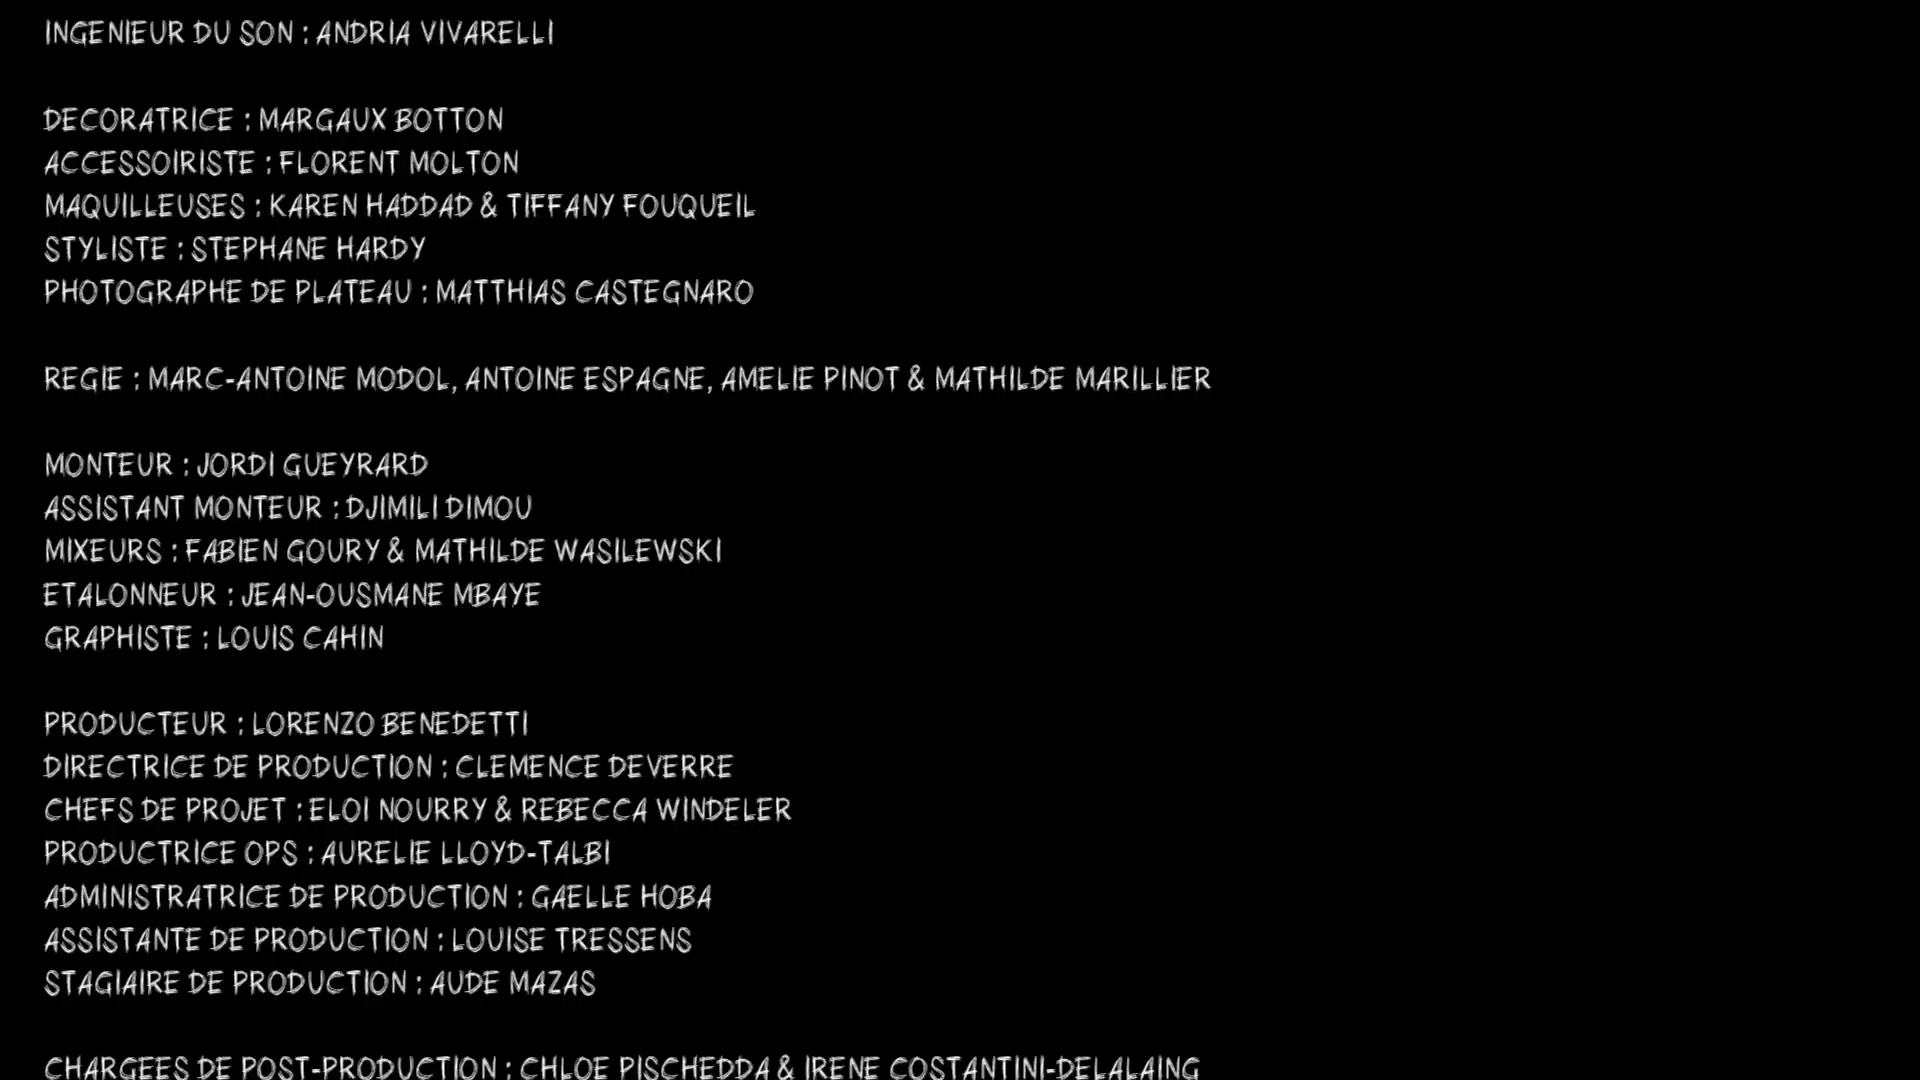 INGENIEUR DU SON : ANDRIA VIVARELLI
DECORATRICE : MARGAUX BOTTON
ACCESSOIRISTE : FLORENT MOLTON
MAQUILLEUSES : KAREN HADDAD & TIFFANY FOUQUEIL
STYLISTE : STEPHANE HARDY
PHOTOGRAPHE DE PLATEAU : MATTHIAS CASTEGNARO
REGIE : MARC-ANTOINE MODOL, ANTOINE ESPAGNE, AMELIE PINOT & MATHILDE MARILLIER
MONTEUR : JORDI GUEYRARD
ASSISTANT MONTEUR : DJIMILI DIMOU
MIXEURS : FABIEN GOURY & MATHILDE WASILEWSKI
ETALONNEUR : JEAN-OUSMANE MBAYE
GRAPHISTE : LOUIS CAHIN
PRODUCTEUR : LORENZO BENEDETTI
DIRECTRICE DE PRODUCTION : CLEMENCE DEVERRE
CHEFS DE PROJET : ELOI NOURRY & REBECCA WINDELER
PRODUCTRICE OPS : AURELIE LLOYD-TALBI
ADMINISTRATRICE DE PRODUCTION : GAELLE HOBA
ASSISTANTE DE PRODUCTION : LOUISE TRESSENS
STAGIAIRE DE PRODUCTION : AUDE MAZAS
CHARGEES DE POST-PRODUCTION : CHLOE PISCHEDDA & IRENE COSTANTINI-DELALAING